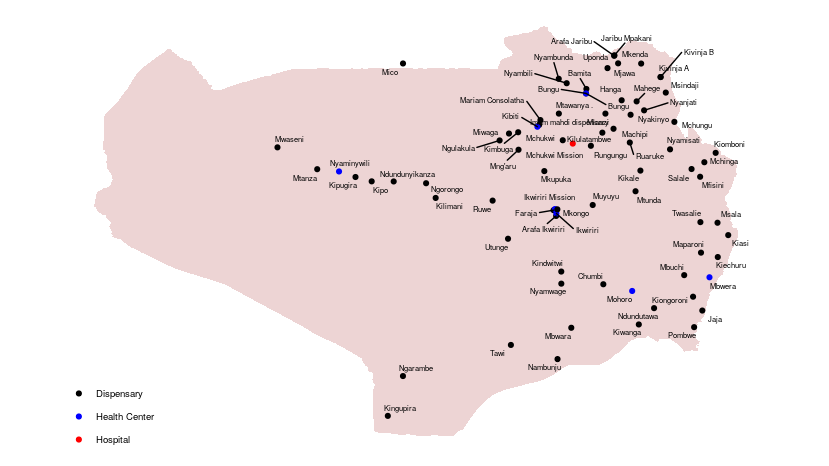 Jaribu Mpakani
Arafa Jaribu
Kivinja B
Mkenda
Nyambunda
Uponda
Kivinja A
Mico
Nyambili
Bamita
Mjawa
Msindaji
Bungu
Hanga
Mahege
Mariam Consolatha
Nyanjati
Mtawanya .
Bungu
Kibiti
mahdi dispensary
Nyakinyo
Mchungu
Miwaga
Machipi
Mwaseni
Mchukwi
Kilulatambwe
Nyamisati
Kiomboni
Ngulakula
Kimbuga
Mchukwi Mission
Rungungu
Ruaruke
Mchinga
Nyaminywili
Mng'aru
Ndundunyikanza
Mtanza
Kipugira
Mkupuka
Kikale
Salale
Mfisini
Kipo
Ngorongo
Kilimani
Ikwiriri Mission
Muyuyu
Mtunda
Ruwe
Faraja
Mkongo
Twasalie
Msala
Arafa Ikwiriri
Ikwiriri
Utunge
Maparoni
Kiasi
Kindwitwi
Mbuchi
Kiechuru
Chumbi
Nyamwage
Mbwera
Mohoro
Kiongoroni
Ndundutawa
Jaja
Mbwara
Kiwanga
Pombwe
Tawi
Nambunju
Ngarambe
Dispensary
Kingupira
Health Center
Hospital